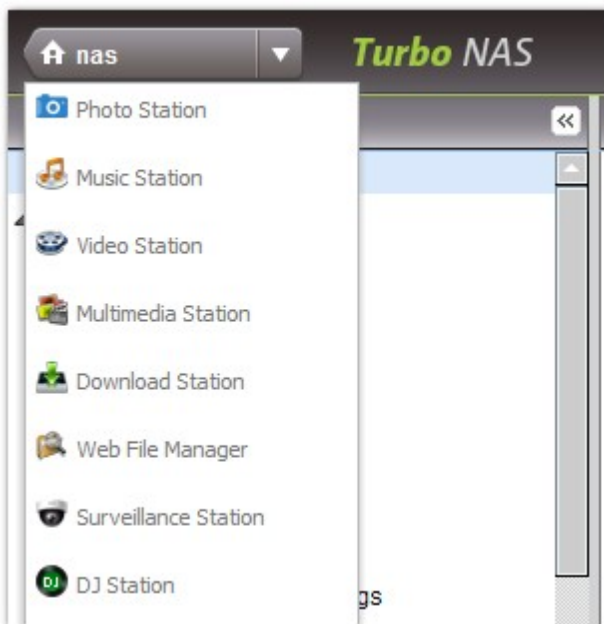 nas
Turbo NAS
Photo Station
Music Station
Video Station
Multimedia Station
Download Station
Web File Manager
Surveillance Station
DJ Station
gs